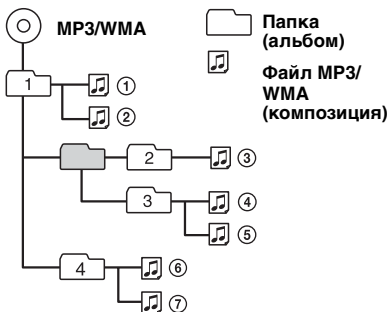 MP3/WMA
Папка
(альбом)
Файл MP3/
WMA
(композиция)
1
①
②
2
③
3
④
⑤
4
⑥
⑦